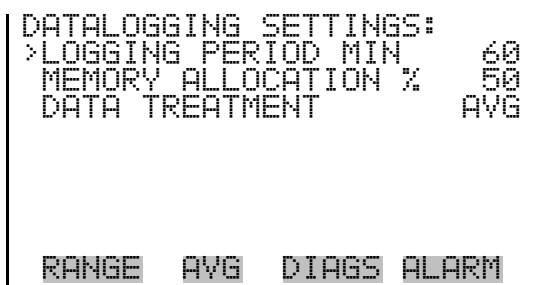 DATALOGGING SETTINGS:
>LOGGING PERIOD MIN 60
MEMORY ALLOCATION % 50
DATA TREATMENT AVG
RANGE AVG DIAGS ALARM